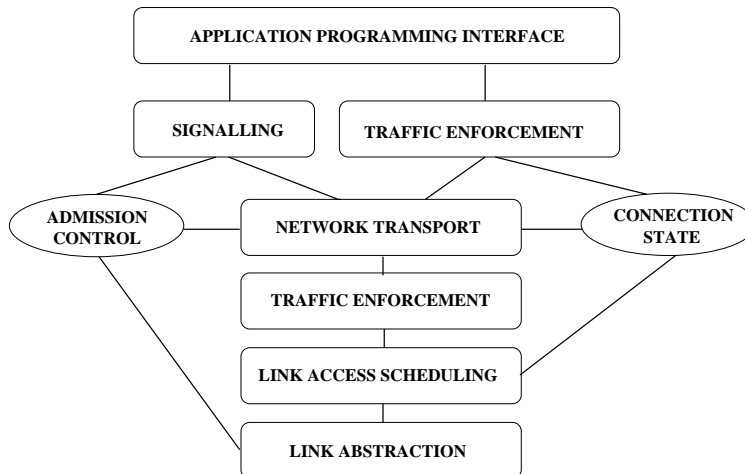 APPLICATION PROGRAMMING INTERFACE
SIGNALLING
TRAFFIC ENFORCEMENT
ADMISSION
CONTROL
NETWORK TRANSPORT
CONNECTION
STATE
TRAFFIC ENFORCEMENT
LINK ACCESS SCHEDULING
LINK ABSTRACTION